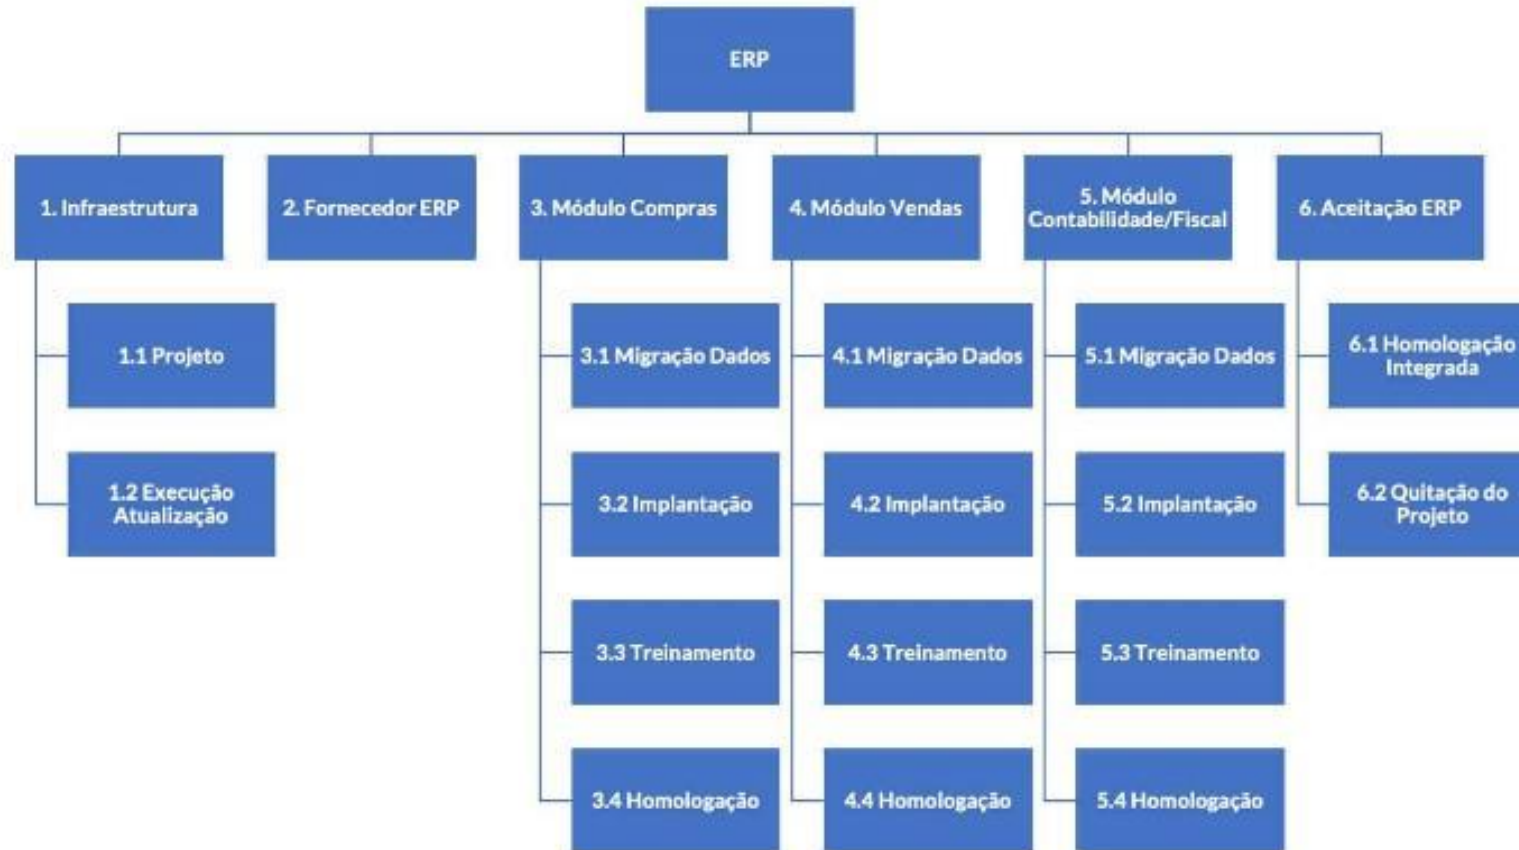 ERP
1. Infraestrutura
2. Fornecedor ERP
3. Módulo Compras
4. Módulo Vendas
5. Módulo
Contabilidade/Fiscal
6. Aceitação ERP
1.1 Projeto
1.2 Execução
Atualização
3.1 Migração Dados
3.2 Implantação
3.3 Treinamento
3.4 Homologação
4.1 Migração Dados
4.2 Implantação
4.3 Treinamento
4.4 Homologação
5.1 Migração Dados
5.2 Implantação
5.3 Treinamento
5.4 Homologação
6.1 Homologação
Integrada
6.2 Quitação do
Projeto